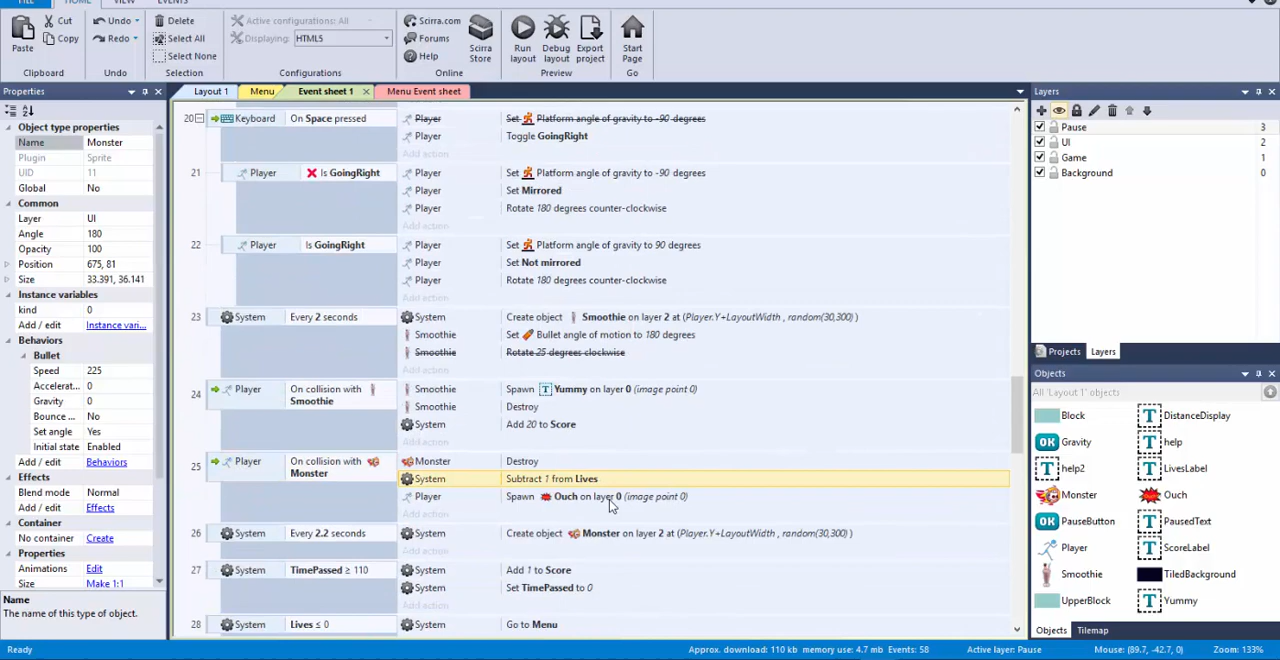 FILE HOME VIEW EVENTS
Paste Cut Copy Clipboard
Undo Redo Undo
Delete Select All Select None Selection
Active configurations: All
Displaying: HTML5
Configurations
Scirra.com Forums Help Scirra Store Online
Run layout Debug layout Export project Preview
Start Page Go
Properties
Object type properties
Name Monster
Plugin Sprite
UID 11
Global No
Common
Layer UI
Angle 180
Opacity 100
Position 675, 81
Size 33.391, 36.141
Instance variables
kind 0
Add / edit Instance vari...
Behaviors
Bullet
Speed 225
Accelerat... 0
Gravity 0
Bounce ... No
Set angle Yes
Initial state Enabled
Add / edit Behaviors
Effects
Blend mode Normal
Add / edit Effects
Container
No container Create
Properties
Animations Edit
Size Make 1:1
Name
The name of this type of object.
Layout 1 Menu Event sheet 1 Menu Event sheet
20 Keyboard On Space pressed Player Set Platform angle of gravity to -90 degrees
Player Toggle GoingRight
Add action
21 Player Is GoingRight Player Set Platform angle of gravity to -90 degrees
Player Set Mirrored
Player Rotate 180 degrees counter-clockwise
Add action
22 Player Is GoingRight Player Set Platform angle of gravity to 90 degrees
Player Set Not mirrored
Player Rotate 180 degrees counter-clockwise
Add action
23 System Every 2 seconds System Create object Smoothie on layer 2 at (Player.Y+LayoutWidth , random(30,300) )
Smoothie Set Bullet angle of motion to 180 degrees
Smoothie Rotate 25 degrees clockwise
Add action
24 Player On collision with Smoothie Smoothie Spawn Yummy on layer 0 (image point 0)
Smoothie Destroy
System Add 20 to Score
Add action
25 Player On collision with Monster Monster Destroy
System Subtract 1 from Lives
Player Spawn Ouch on layer 0 (image point 0)
Add action
26 System Every 2.2 seconds System Create object Monster on layer 2 at (Player.Y+LayoutWidth , random(30,300) )
Add action
27 System TimePassed ≥ 110 System Add 1 to Score
System Set TimePassed to 0
Add action
28 System Lives ≤ 0 System Go to Menu
Layers
Pause 3
UI 2
Game 1
Background 0
Projects Layers
Objects
All 'Layout 1' objects
Block DistanceDisplay
Gravity help
help2 LivesLabel
Monster Ouch
PauseButton PausedText
Player ScoreLabel
Smoothie TiledBackground
UpperBlock Yummy
Objects Tilemap
Ready Approx. download: 110 kb memory use: 4.7 mb Events: 58 Active layer: Pause Mouse: (89.7, -42.7, 0) Zoom: 133%